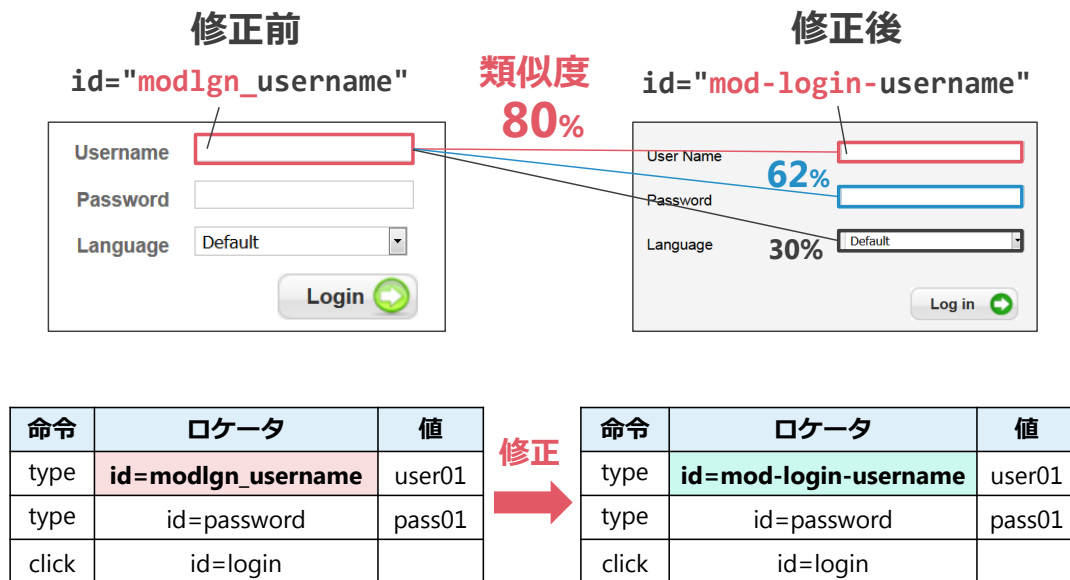 修正前
id="modlgn_username"
類似度
80%
修正後
id="mod-login-username"
Username
Password
Language
Default
Login
User Name
Password
Language
Default
Log in
62%
30%
命令 ロケータ 値
type id=modlgn_username user01
type id=password pass01
click id=login
修正
命令 ロケータ 値
type id=mod-login-username user01
type id=password pass01
click id=login